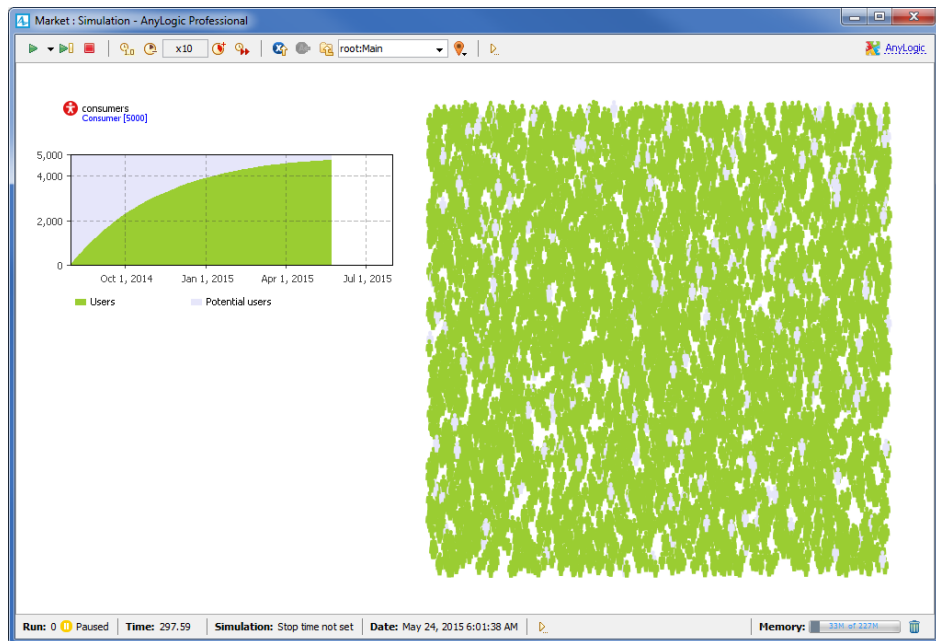 Market : Simulation - AnyLogic Professional
x10
root:Main
AnyLogic
consumers
Consumer [5000]
5,000
4,000
2,000
0
Oct 1, 2014 Jan 1, 2015 Apr 1, 2015 Jul 1, 2015
Users Potential users
Run: 0 Paused Time: 297.59 Simulation: Stop time not set Date: May 24, 2015 6:01:38 AM Memory: 33M of 227M